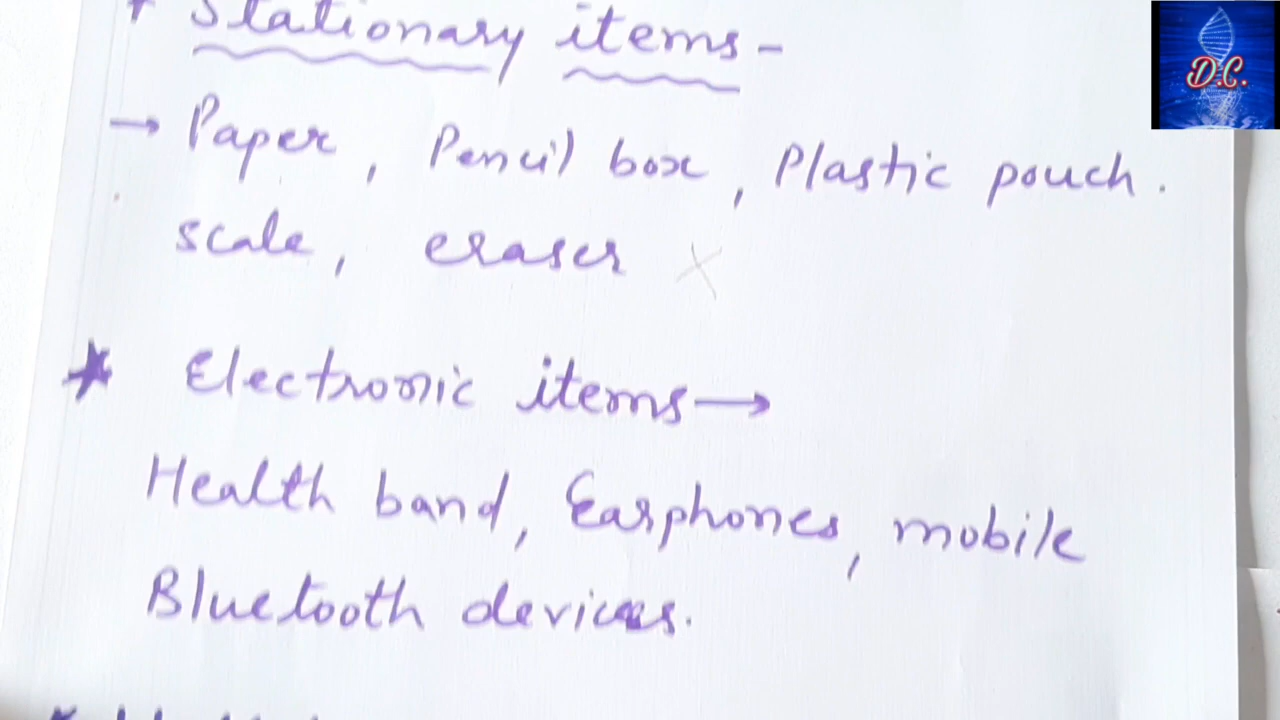 Stationary items -
→ Paper, Pencil box, Plastic pouch.
scale, eraser ×
★ Electronic items →
Health band, Earphones, mobile
Bluetooth devices.
D.C.